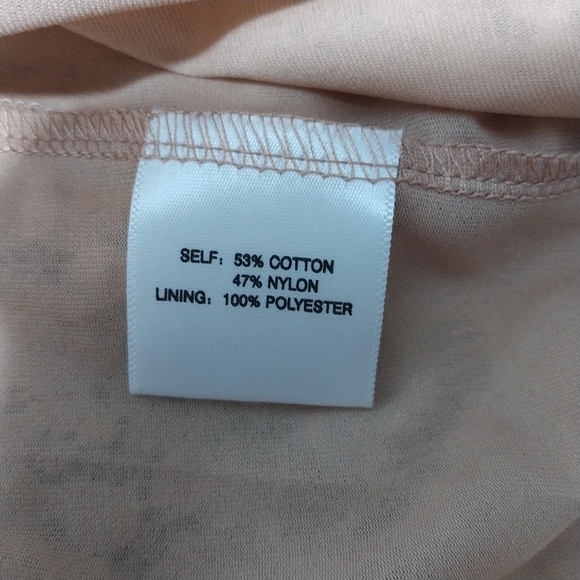 SELF: 53% COTTON
47% NYLON
LINING: 100% POLYESTER